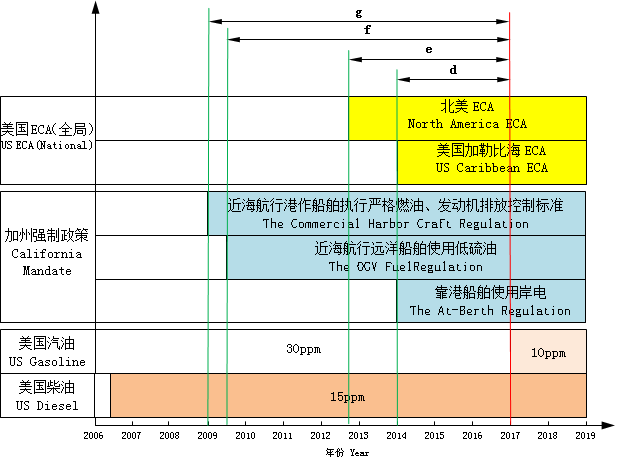 g
f
e
d
美国ECA(全局)
US ECA(National)
北美 ECA
North America ECA
美国加勒比海 ECA
US Caribbean ECA
加州强制政策
California
Mandate
近海航行港作船舶执行严格燃油、发动机排放控制标准
The Commercial Harbor Craft Regulation
近海航行远洋船舶使用低硫油
The OGV FuelRegulation
靠港船舶使用岸电
The At-Berth Regulation
美国汽油
US Gasoline
30ppm
10ppm
美国柴油
US Diesel
15ppm
2006 2007 2008 2009 2010 2011 2012 2013 2014 2015 2016 2017 2018 2019
年份 Year